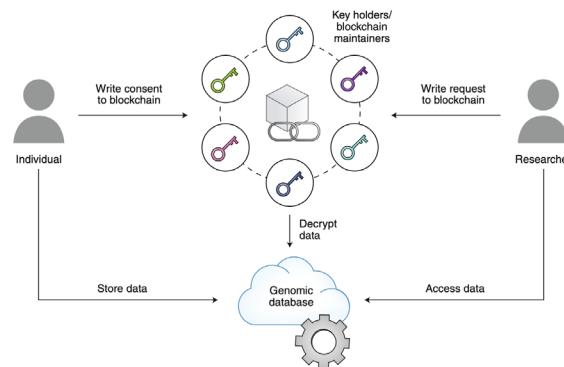 Key holders/
blockchain
maintainers
Write consent
to blockchain
Write request
to blockchain
Individual
Researche
Decrypt
data
Store data
Genomic
database
Access data